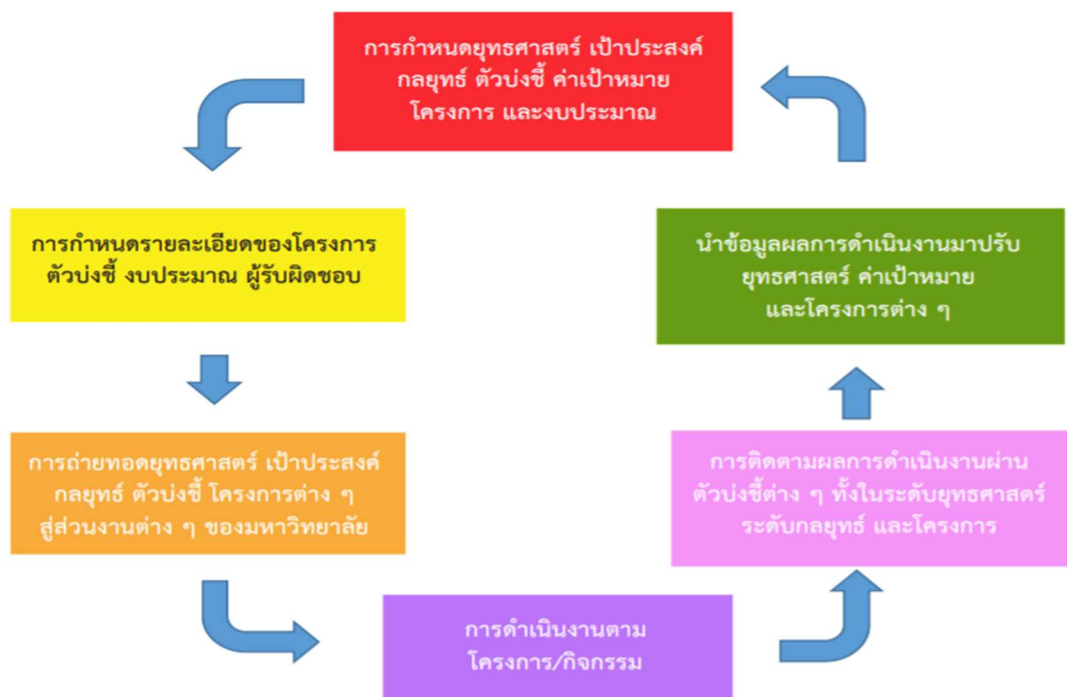 การกำหนดยุทธศาสตร์ เป้าประสงค์
กลยุทธ์ ตัวบ่งชี้ ค่าเป้าหมาย
โครงการ และงบประมาณ
การกำหนดรายละเอียดของโครงการ
ตัวบ่งชี้ งบประมาณ ผู้รับผิดชอบ
การถ่ายทอดยุทธศาสตร์ เป้าประสงค์
กลยุทธ์ ตัวบ่งชี้ โครงการต่าง ๆ
สู่ส่วนงานต่าง ๆ ของมหาวิทยาลัย
การดำเนินงานตาม
โครงการ/กิจกรรม
การติดตามผลการดำเนินงานผ่าน
ตัวบ่งชี้ต่าง ๆ ทั้งในระดับยุทธศาสตร์
ระดับกลยุทธ์ และโครงการ
นำข้อมูลผลการดำเนินงานมาปรับ
ยุทธศาสตร์ ค่าเป้าหมาย
และโครงการต่าง ๆ